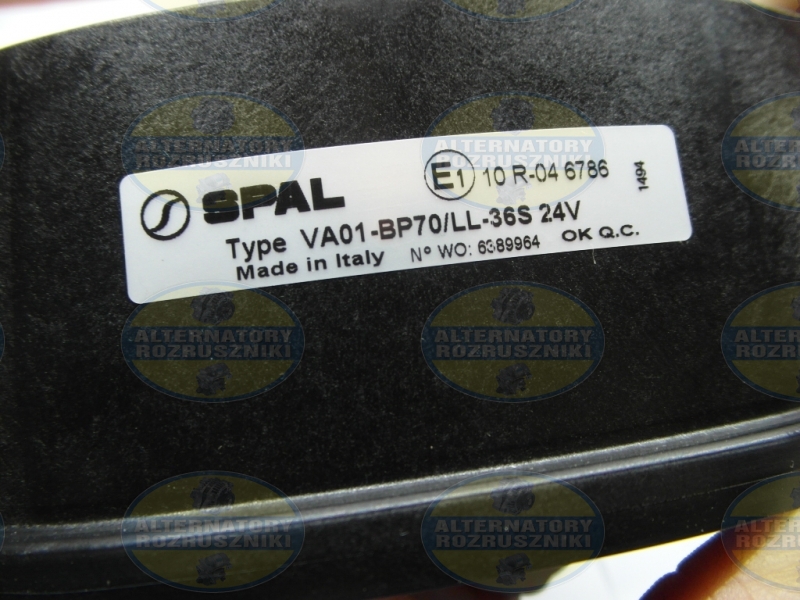 SPAL
E1 10 R-04 6786
1494
Type VA01-BP70/LL-36S 24V
Made in Italy Nº WO: 6389964 OK Q.C.
ALTERNATORY
ROZRUSZNIKI